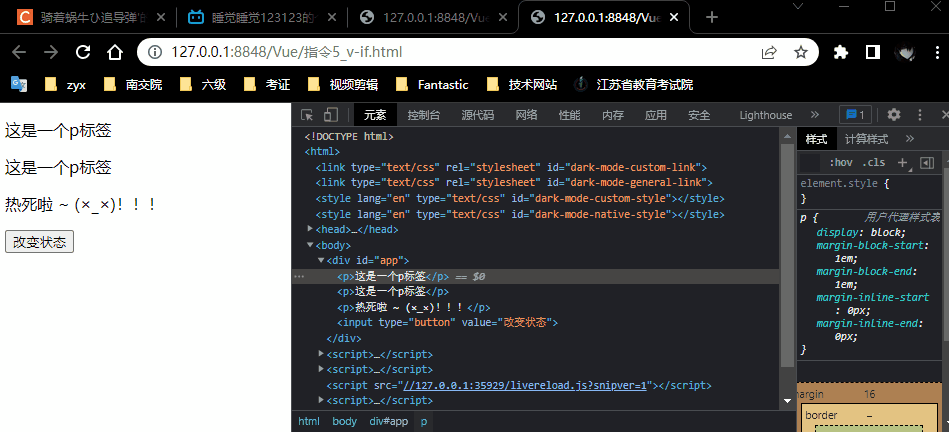 骑着蜗牛ひ追导弹'的
睡觉睡觉123123的个
127.0.0.1:8848/Vue/指令5_v-
127.0.0.1:8848/Vue/指令5_v-
127.0.0.1:8848/Vue/指令5_v-if.html
zyx 南交院 六级 考证 视频剪辑 Fantastic 技术网站 江苏省教育考试院
这是一个p标签
这是一个p标签
热死啦 ~ (×_×)！！！
改变状态
元素 控制台 源代码 网络 性能 内存 应用 安全 Lighthouse » 1
<!DOCTYPE html>
<html>
<link type="text/css" rel="stylesheet" id="dark-mode-custom-link">
<link type="text/css" rel="stylesheet" id="dark-mode-general-link">
<style lang="en" type="text/css" id="dark-mode-custom-style"></style>
<style lang="en" type="text/css" id="dark-mode-native-style"></style>
<head>…</head>
<body>
<div id="app">
<p>这是一个p标签</p> == $0
<p>这是一个p标签</p>
<p>热死啦 ~ (×_×)！！！</p>
<input type="button" value="改变状态">
</div>
<script>…</script>
<script>…</script>
<script src="//127.0.0.1:35929/livereload.js?snipver=1"></script>
<script>…</script>
html body div#app p
样式 计算样式 »
:hov .cls +
element.style {
}
p { 用户代理样式表
display: block;
margin-block-start:
1em;
margin-block-end:
1em;
margin-inline-start
: 0px;
margin-inline-end:
0px;
}
margin 16
border –